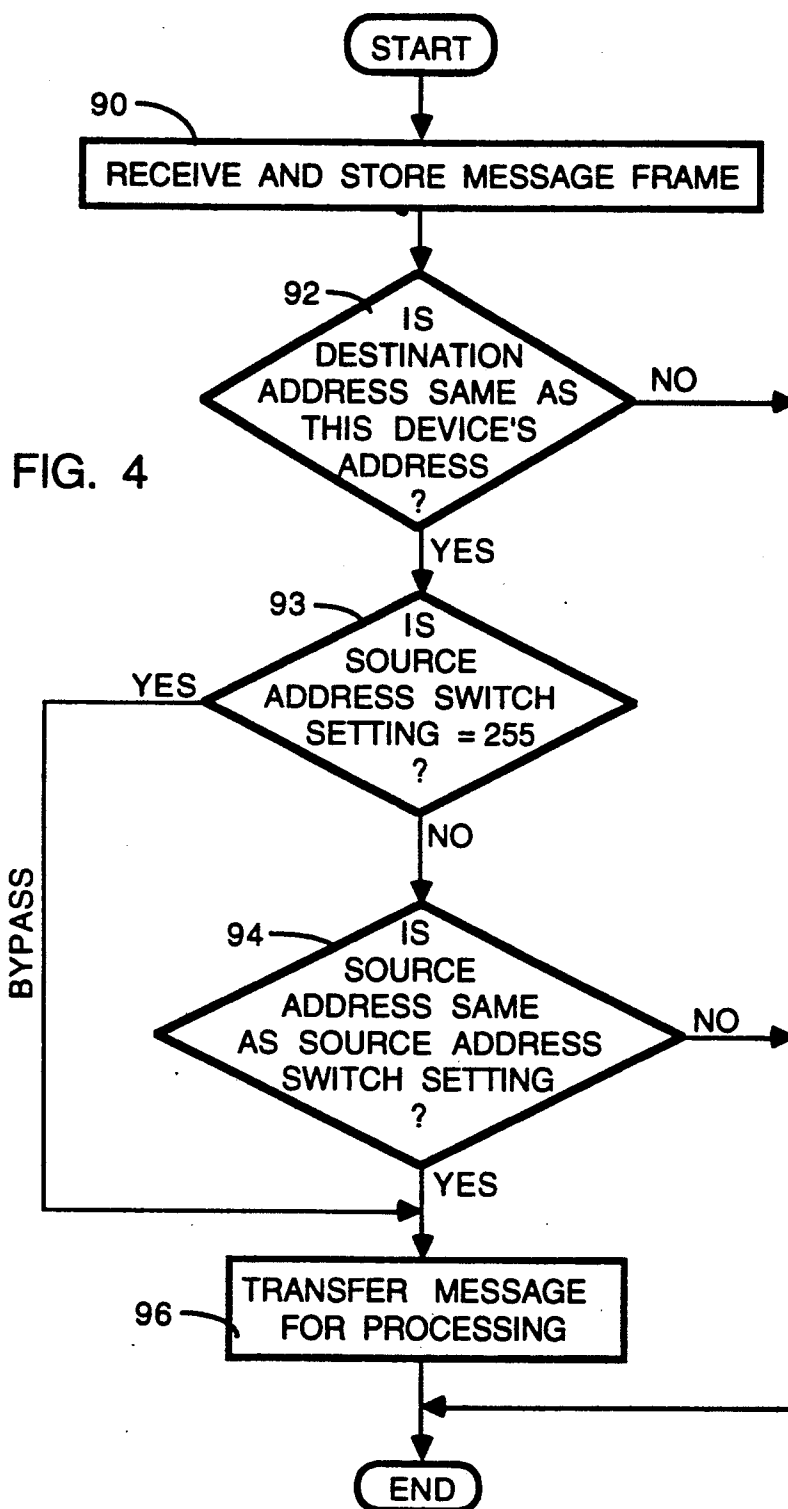 START
90
RECEIVE AND STORE MESSAGE FRAME
92
IS
DESTINATION
ADDRESS SAME AS
THIS DEVICE'S
ADDRESS
?
NO
FIG. 4
YES
93
IS
SOURCE
ADDRESS SWITCH
SETTING = 255
?
YES
NO
BYPASS
94
IS
SOURCE
ADDRESS SAME
AS SOURCE ADDRESS
SWITCH SETTING
?
NO
YES
96
TRANSFER MESSAGE
FOR PROCESSING
END